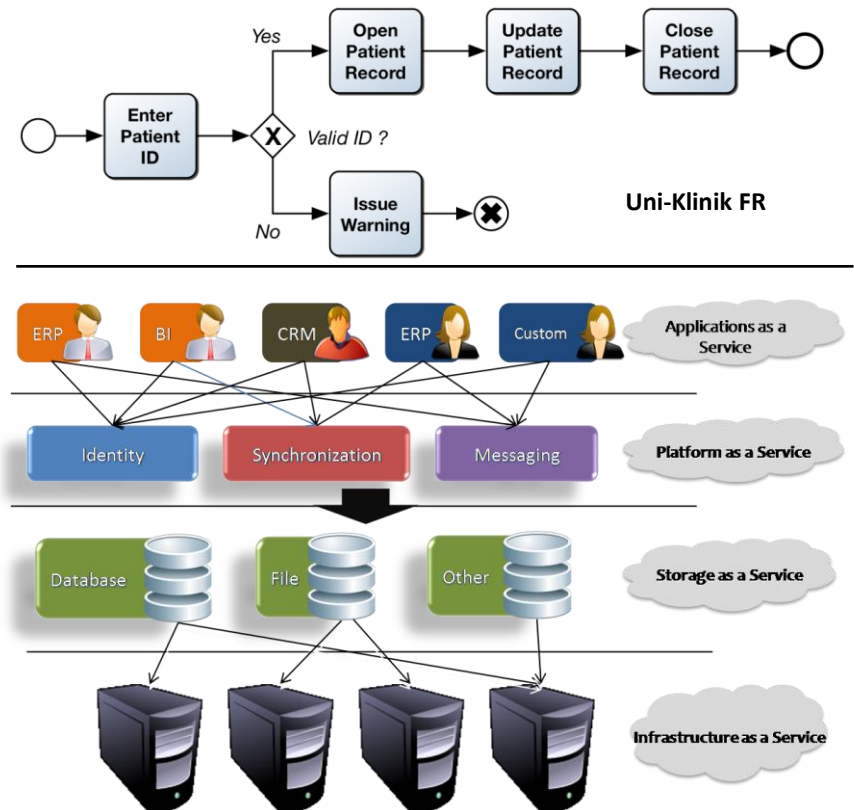 Yes
Open
Patient
Record
Update
Patient
Record
Close
Patient
Record
Enter
Patient
ID
X
Valid ID ?
No
Issue
Warning
Uni-Klinik FR
ERP
BI
CRM
ERP
Custom
Applications as a
Service
Identity
Synchronization
Messaging
Platform as a Service
Database
File
Other
Storage as a Service
Infrastructure as a Service